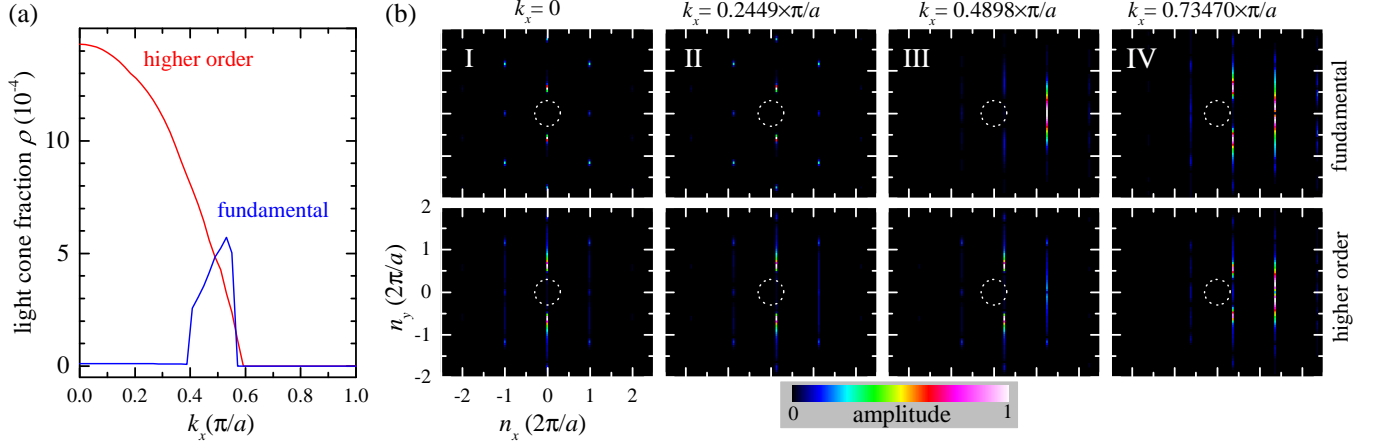 (a)
light cone fraction ρ (10⁻⁴)
10
5
0
higher order
fundamental
0.0 0.2 0.4 0.6 0.8 1.0
kₓ(π/a)
(b)
kₓ= 0
kₓ= 0.2449×π/a
kₓ= 0.4898×π/a
kₓ= 0.73470×π/a
I
II
III
IV
fundamental
higher order
n_y (2π/a)
2
1
0
-1
-2
-2 -1 0 1 2
nₓ (2π/a)
0 amplitude 1